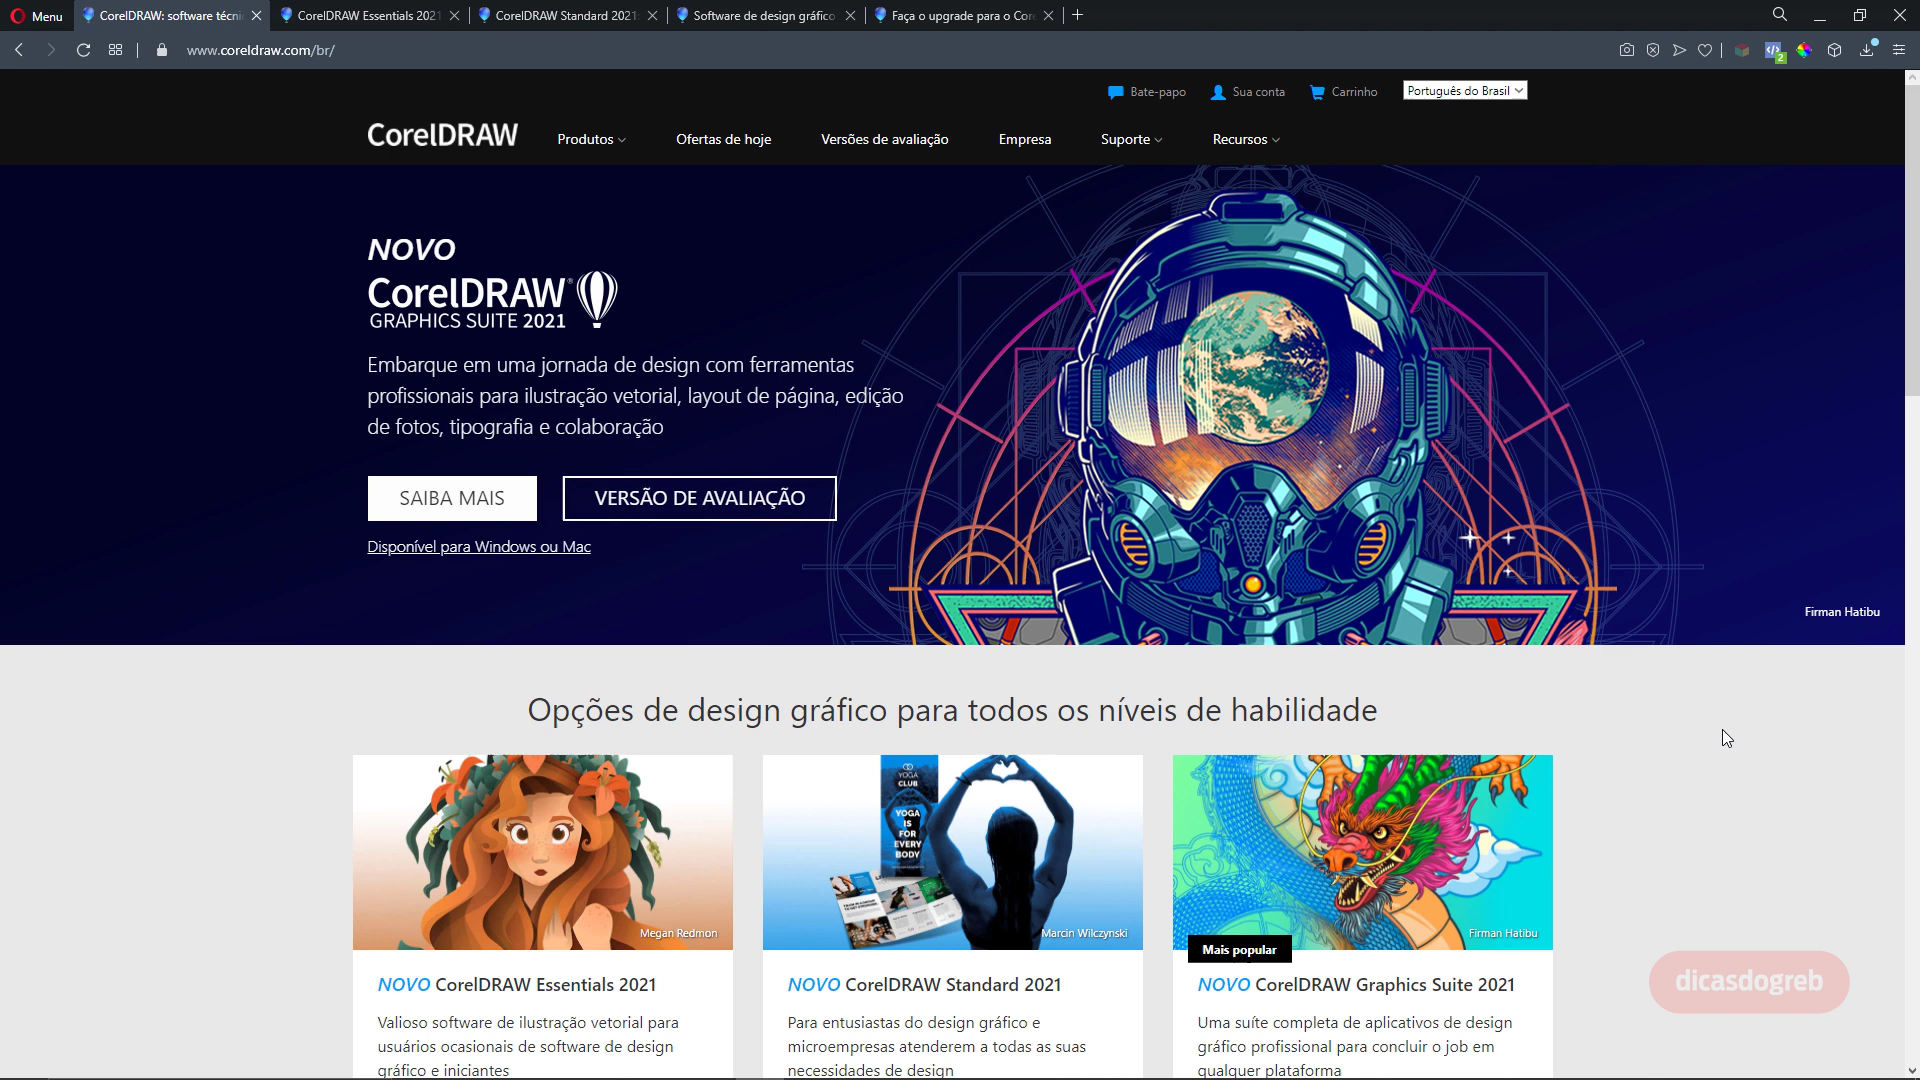 Menu
CorelDRAW: software técni
CorelDRAW Essentials 2021
CorelDRAW Standard 2021:
Software de design gráfico
Faça o upgrade para o Cor
www.coreldraw.com/br/
2
Bate-papo
Sua conta
Carrinho
Português do Brasil
CorelDRAW
Produtos
Ofertas de hoje
Versões de avaliação
Empresa
Suporte
Recursos
NOVO
CorelDRAW®
GRAPHICS SUITE 2021
Embarque em uma jornada de design com ferramentas
profissionais para ilustração vetorial, layout de página, edição
de fotos, tipografia e colaboração
SAIBA MAIS
VERSÃO DE AVALIAÇÃO
Disponível para Windows ou Mac
Firman Hatibu
Opções de design gráfico para todos os níveis de habilidade
Megan Redmon
YOGA
CLUB
YOGA
IS
FOR
EVERY
BODY
Marcin Wilczynski
Firman Hatibu
Mais popular
NOVO CorelDRAW Essentials 2021
Valioso software de ilustração vetorial para
usuários ocasionais de software de design
gráfico e iniciantes
NOVO CorelDRAW Standard 2021
Para entusiastas do design gráfico e
microempresas atenderem a todas as suas
necessidades de design
NOVO CorelDRAW Graphics Suite 2021
Uma suíte completa de aplicativos de design
gráfico profissional para concluir o job em
qualquer plataforma
dicasdogreb